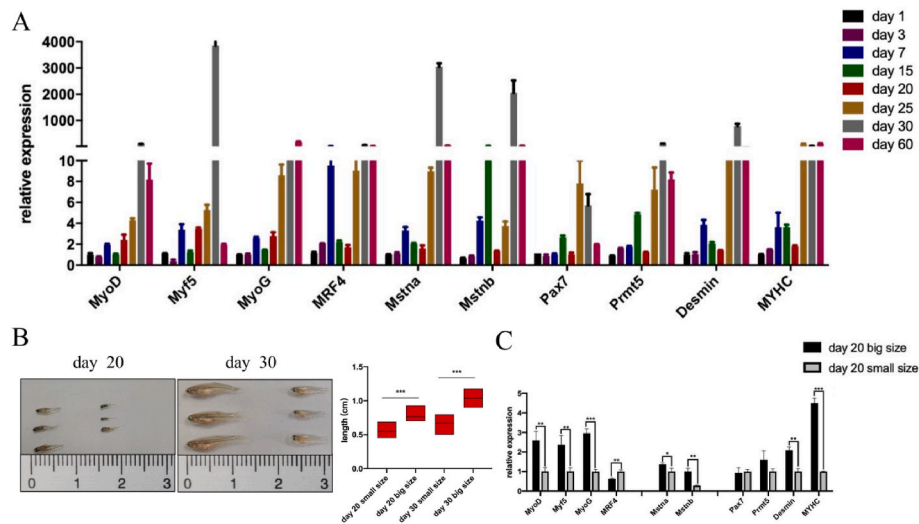 A
relative expression
4000
3000
2000
1000
10
8
6
4
2
0
MyoD
Myf5
MyoG
MRF4
Mstna
Mstnb
Pax7
Prmt5
Desmin
MYHC
day 1
day 3
day 7
day 15
day 20
day 25
day 30
day 60
B
day 20
day 30
0 1 2 3
0 1 2 3
length (cm)
1.5
1.0
0.5
0.0
***
***
day 20 small size
day 20 big size
day 30 small size
day 30 big size
C
day 20 big size
day 20 small size
relative expression
5
4
3
2
1
0
**
**
***
**
*
**
**
***
MyoD
Myf5
MyoG
MRF4
Mstna
Mstnb
Pax7
Prmt5
Desmin
MYHC